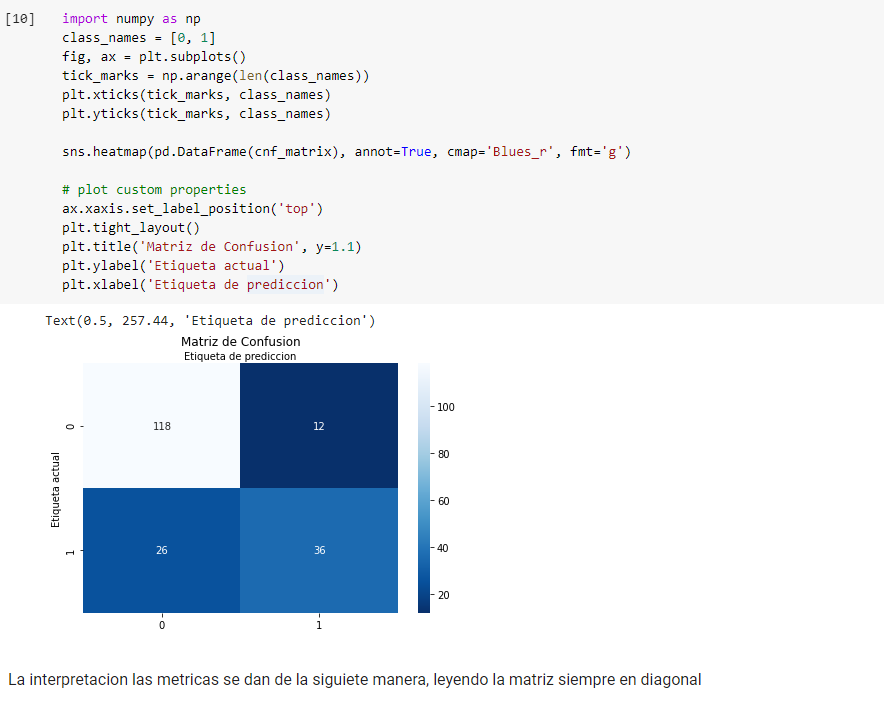 [10] import numpy as np
class_names = [0, 1]
fig, ax = plt.subplots()
tick_marks = np.arange(len(class_names))
plt.xticks(tick_marks, class_names)
plt.yticks(tick_marks, class_names)
sns.heatmap(pd.DataFrame(cnf_matrix), annot=True, cmap='Blues_r', fmt='g')
# plot custom properties
ax.xaxis.set_label_position('top')
plt.tight_layout()
plt.title('Matriz de Confusion', y=1.1)
plt.ylabel('Etiqueta actual')
plt.xlabel('Etiqueta de prediccion')
Text(0.5, 257.44, 'Etiqueta de prediccion')
Matriz de Confusion
Etiqueta de prediccion
Etiqueta actual
0
118
12
1
26
36
0
1
100
80
60
40
20
La interpretacion las metricas se dan de la siguiete manera, leyendo la matriz siempre en diagonal